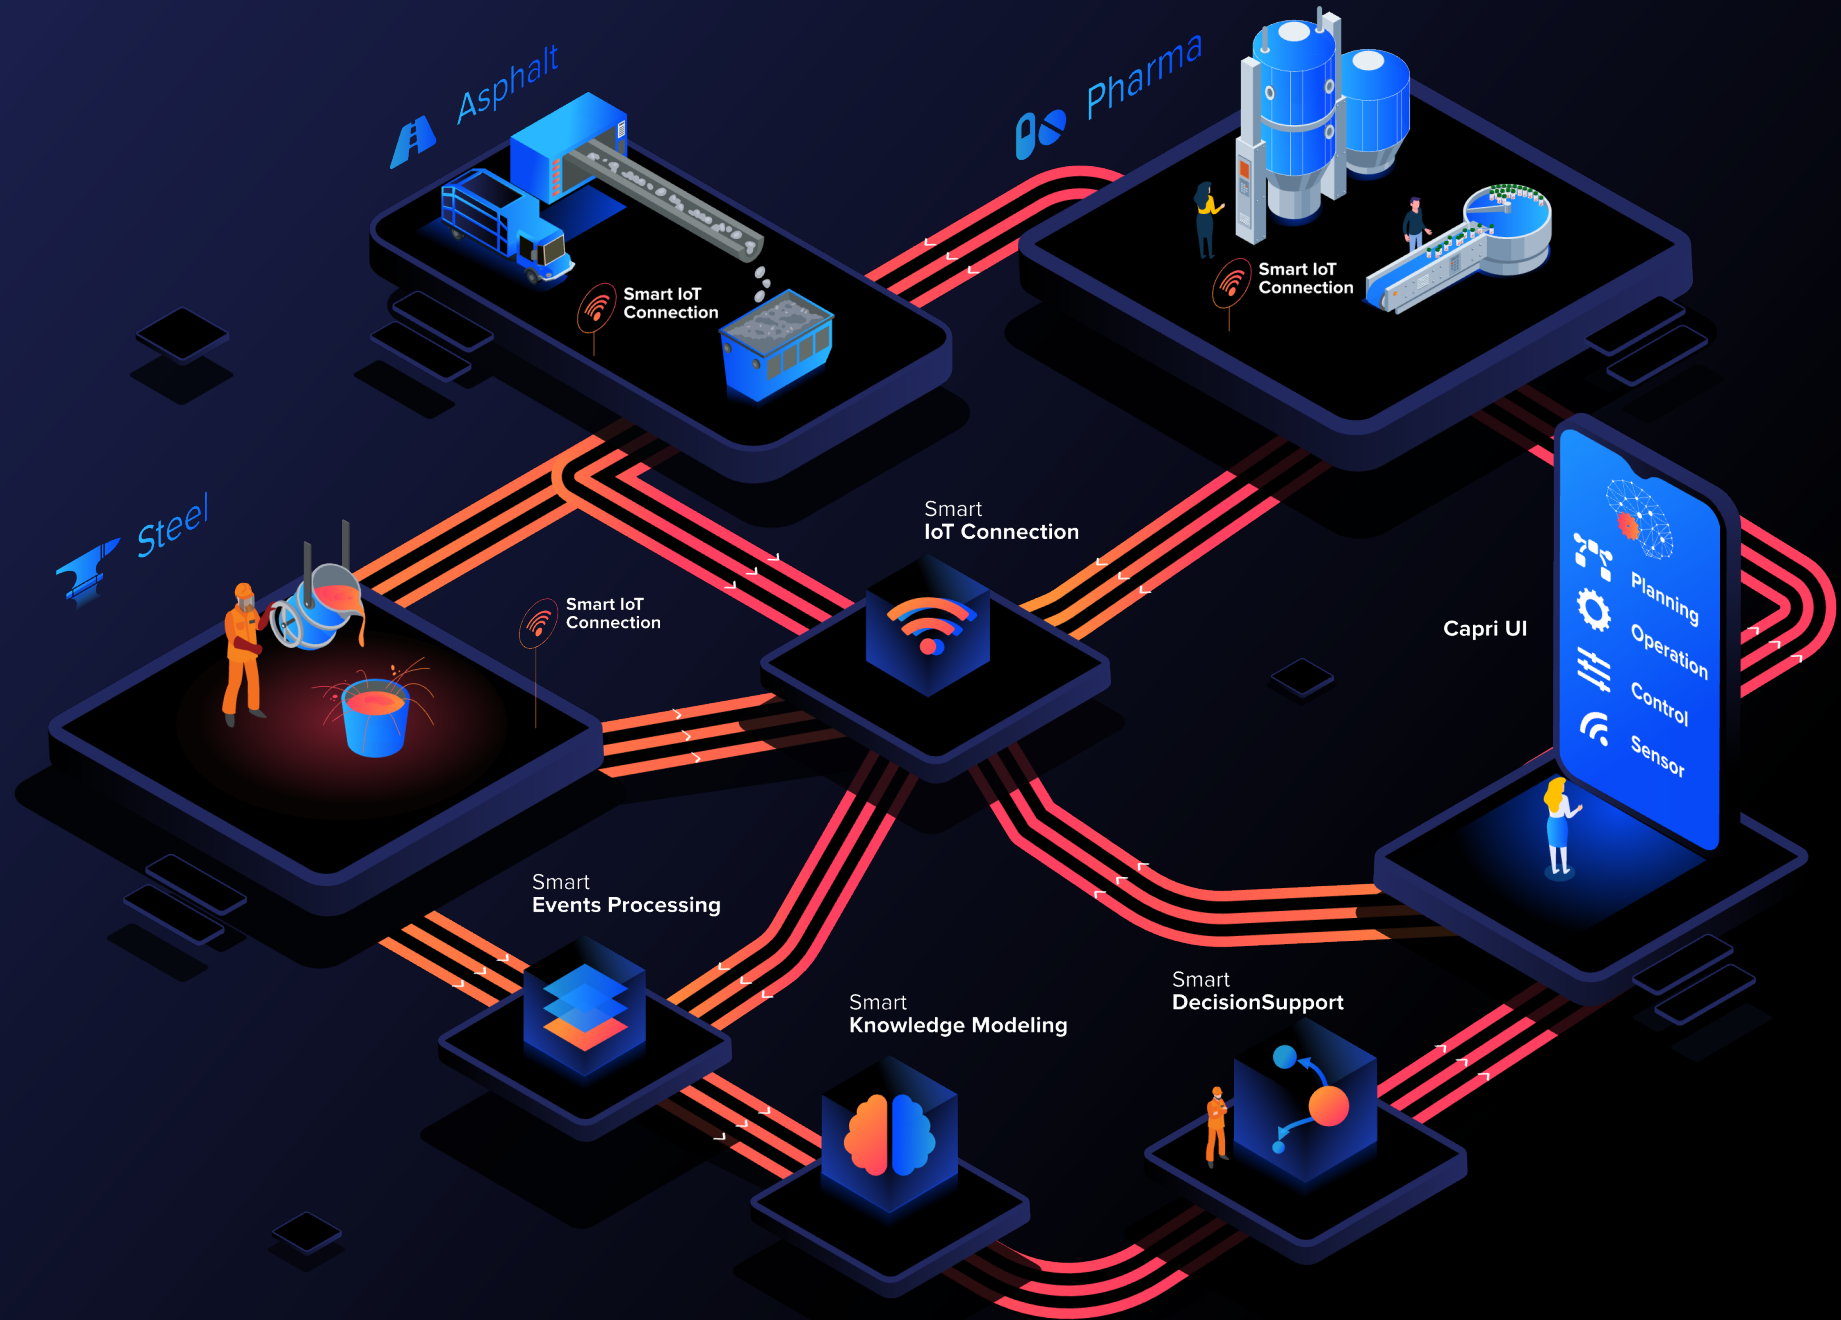 Asphalt
Pharma
Smart IoT
Connection
Smart IoT
Connection
Steel
Smart
IoT Connection
Smart IoT
Connection
Capri UI
Planning
Operation
Control
Sensor
Smart
Events Processing
Smart
Knowledge Modeling
Smart
DecisionSupport